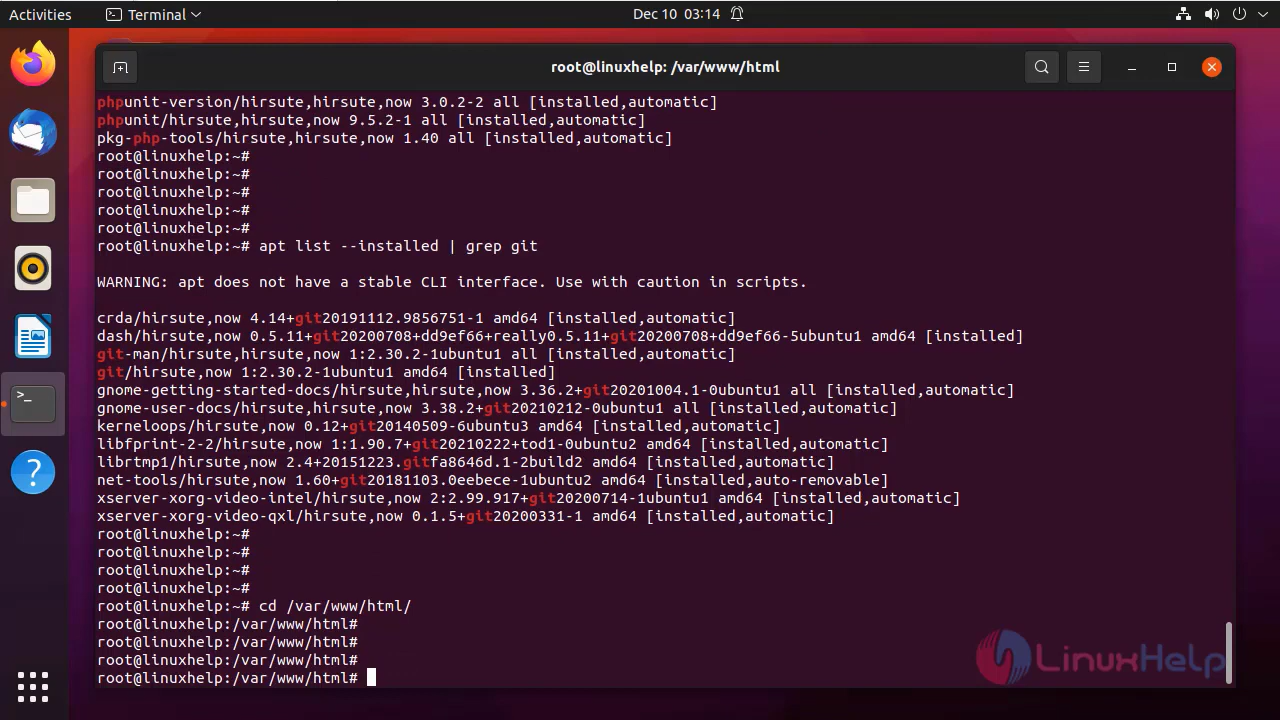 Activities
Terminal
Dec 10 03:14
root@linuxhelp: /var/www/html
phpunit-version/hirsute,hirsute,now 3.0.2-2 all [installed,automatic]
phpunit/hirsute,hirsute,now 9.5.2-1 all [installed,automatic]
pkg-php-tools/hirsute,hirsute,now 1.40 all [installed,automatic]
root@linuxhelp:~#
root@linuxhelp:~#
root@linuxhelp:~#
root@linuxhelp:~#
root@linuxhelp:~#
root@linuxhelp:~# apt list --installed | grep git
WARNING: apt does not have a stable CLI interface. Use with caution in scripts.
crda/hirsute,now 4.14+git20191112.9856751-1 amd64 [installed,automatic]
dash/hirsute,now 0.5.11+git20200708+dd9ef66+really0.5.11+git20200708+dd9ef66-5ubuntu1 amd64 [installed]
git-man/hirsute,hirsute,now 1:2.30.2-1ubuntu1 all [installed,automatic]
git/hirsute,now 1:2.30.2-1ubuntu1 amd64 [installed]
gnome-getting-started-docs/hirsute,hirsute,now 3.36.2+git20201004.1-0ubuntu1 all [installed,automatic]
gnome-user-docs/hirsute,hirsute,now 3.38.2+git20210212-0ubuntu1 all [installed,automatic]
kerneloops/hirsute,now 0.12+git20140509-6ubuntu3 amd64 [installed,automatic]
libfprint-2-2/hirsute,now 1:1.90.7+git20210222+tod1-0ubuntu2 amd64 [installed,automatic]
librtmp1/hirsute,now 2.4+20151223.gitfa8646d.1-2build2 amd64 [installed,automatic]
net-tools/hirsute,now 1.60+git20181103.0eebece-1ubuntu2 amd64 [installed,auto-removable]
xserver-xorg-video-intel/hirsute,now 2:2.99.917+git20200714-1ubuntu1 amd64 [installed,automatic]
xserver-xorg-video-qxl/hirsute,now 0.1.5+git20200331-1 amd64 [installed,automatic]
root@linuxhelp:~#
root@linuxhelp:~#
root@linuxhelp:~#
root@linuxhelp:~#
root@linuxhelp:~# cd /var/www/html/
root@linuxhelp:/var/www/html#
root@linuxhelp:/var/www/html#
root@linuxhelp:/var/www/html#
root@linuxhelp:/var/www/html#
LinuxHelp